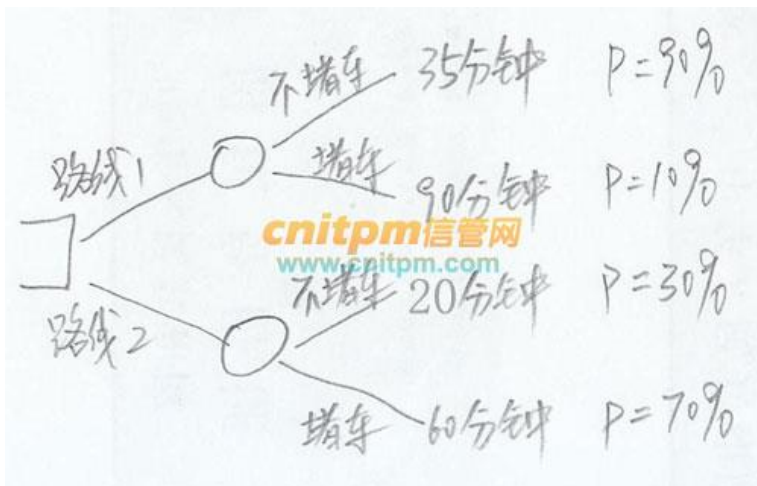 不堵车 35分钟 P=90%
路线1
堵车 90分钟 P=10%
cnitpm信管网
www.cnitpm.com
不堵车 20分钟 P=30%
路线2
堵车 60分钟 P=70%